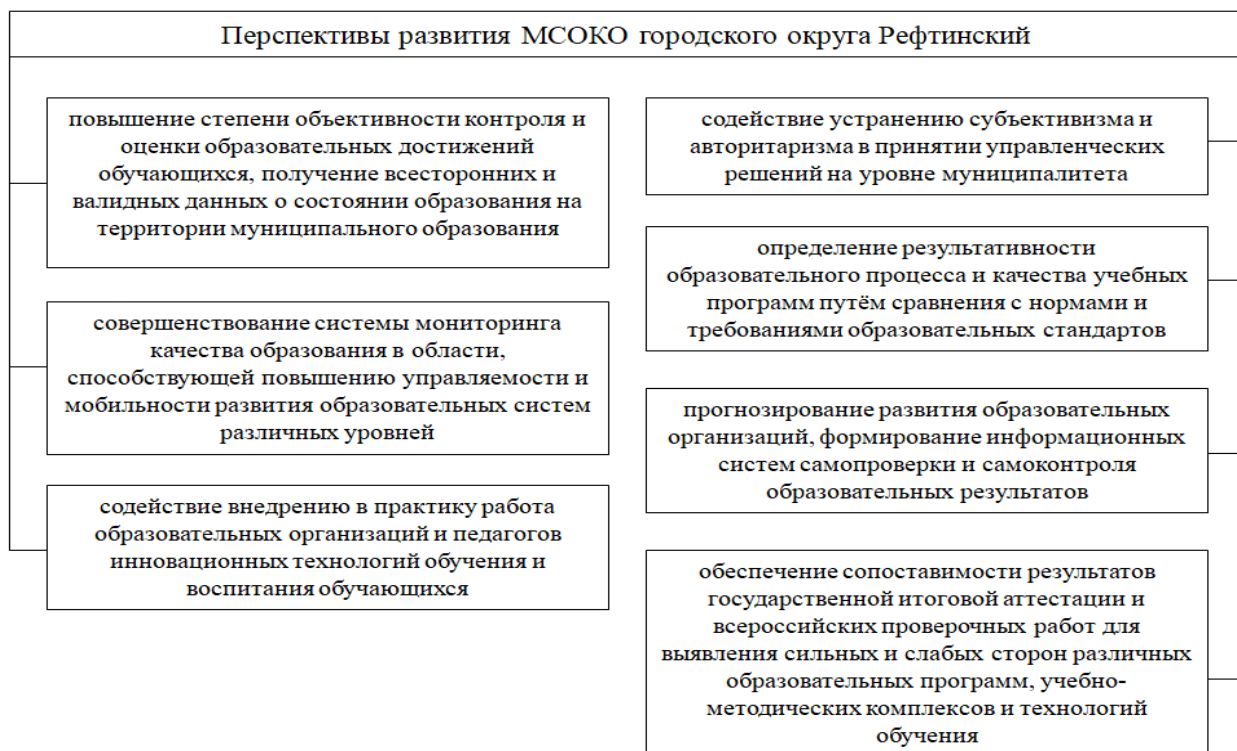 Перспективы развития МСОКО городского округа Рефтинский
повышение степени объективности контроля и
оценки образовательных достижений
обучающихся, получение всесторонних и
валидных данных о состоянии образования на
территории муниципального образования
совершенствование системы мониторинга
качества образования в области,
способствующей повышению управляемости и
мобильности развития образовательных систем
различных уровней
содействие внедрению в практику работа
образовательных организаций и педагогов
инновационных технологий обучения и
воспитания обучающихся
содействие устранению субъективизма и
авторитаризма в принятии управленческих
решений на уровне муниципалитета
определение результативности
образовательного процесса и качества учебных
программ путём сравнения с нормами и
требованиями образовательных стандартов
прогнозирование развития образовательных
организаций, формирование информационных
систем самопроверки и самоконтроля
образовательных результатов
обеспечение сопоставимости результатов
государственной итоговой аттестации и
всероссийских проверочных работ для
выявления сильных и слабых сторон различных
образовательных программ, учебно-
методических комплексов и технологий
обучения